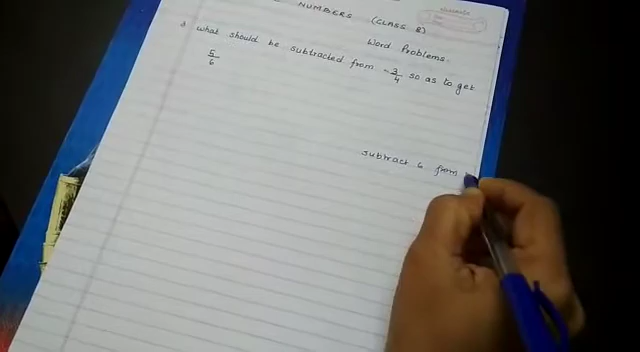 NUMBERS (CLASS 8)
Word Problems.
what should be subtracted from -3/4 so as to get
5/6
subtract 6 from